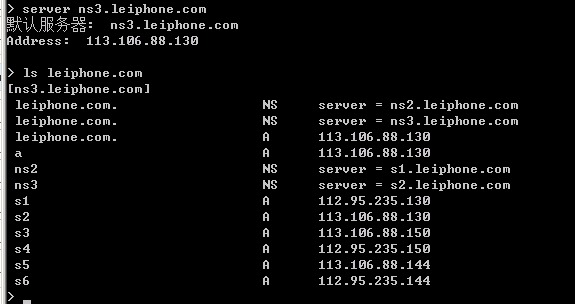 > server ns3.leiphone.com
默认服务器: ns3.leiphone.com
Address: 113.106.88.130
> ls leiphone.com
[ns3.leiphone.com]
leiphone.com. NS server = ns2.leiphone.com
leiphone.com. NS server = ns3.leiphone.com
leiphone.com. A 113.106.88.130
a A 113.106.88.130
ns2 NS server = s1.leiphone.com
ns3 NS server = s2.leiphone.com
s1 A 112.95.235.130
s2 A 113.106.88.130
s3 A 113.106.88.150
s4 A 112.95.235.150
s5 A 113.106.88.144
s6 A 112.95.235.144
>